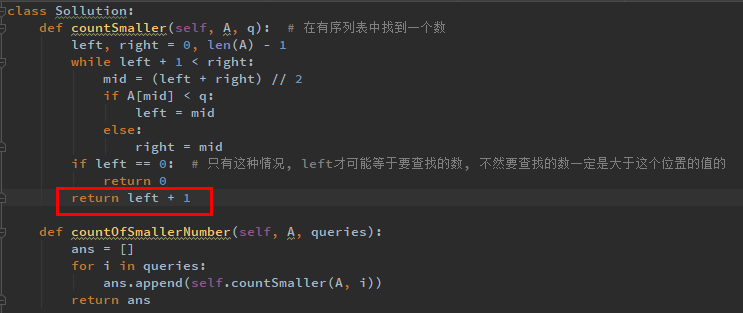 class Sollution:
    def countSmaller(self, A, q):  # 在有序列表中找到一个数
        left, right = 0, len(A) - 1
        while left + 1 < right:
            mid = (left + right) // 2
            if A[mid] < q:
                left = mid
            else:
                right = mid
        if left == 0:  # 只有这种情况, left才可能等于要查找的数, 不然要查找的数一定是大于这个位置的值的
            return 0
        return left + 1
    def countOfSmallerNumber(self, A, queries):
        ans = []
        for i in queries:
            ans.append(self.countSmaller(A, i))
        return ans